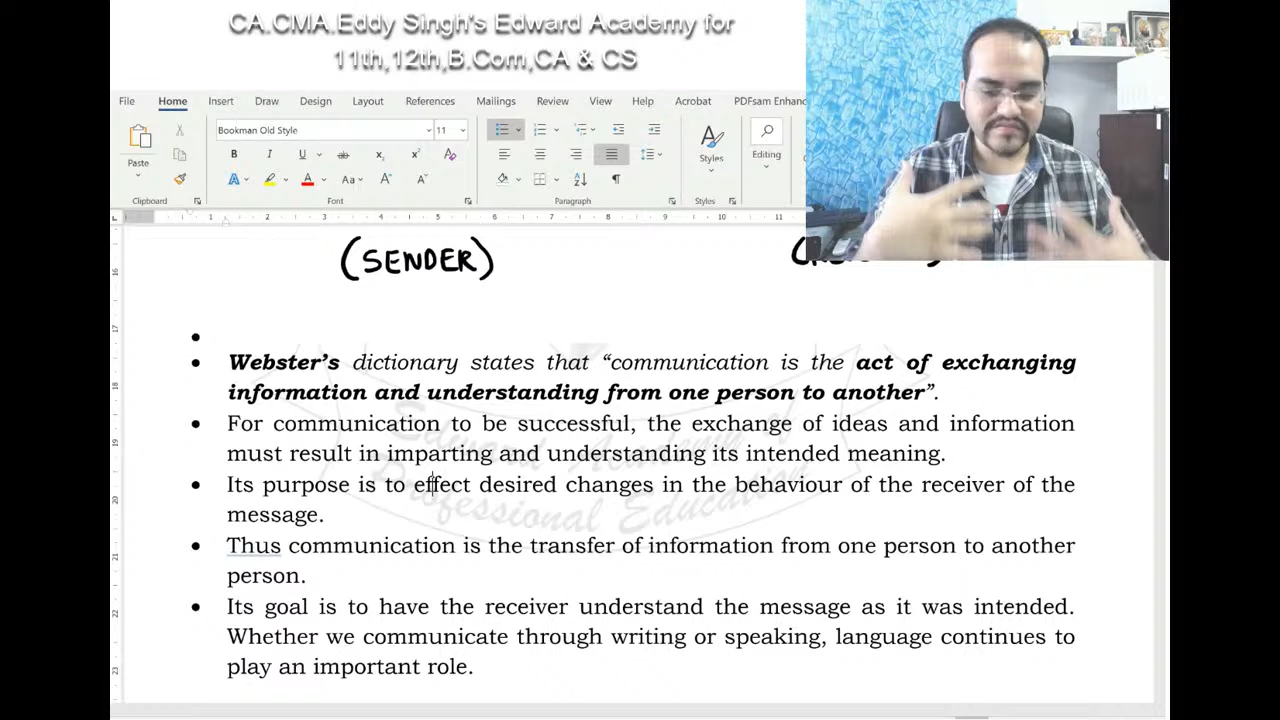 CA.CMA.Eddy Singh's Edward Academy for
11th,12th,B.Com,CA & CS
File Home Insert Draw Design Layout References Mailings Review View Help Acrobat PDFsam Enhanc
Bookman Old Style 11
Paste Styles Editing
Clipboard Font Paragraph Styles
(SENDER)
Webster's dictionary states that “communication is the act of exchanging
information and understanding from one person to another”.
For communication to be successful, the exchange of ideas and information
must result in imparting and understanding its intended meaning.
Its purpose is to effect desired changes in the behaviour of the receiver of the
message.
Thus communication is the transfer of information from one person to another
person.
Its goal is to have the receiver understand the message as it was intended.
Whether we communicate through writing or speaking, language continues to
play an important role.
Edward Academy of
Professional Education